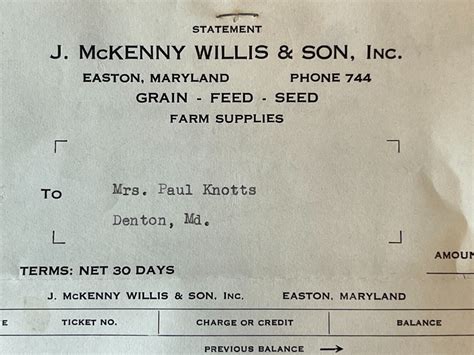 STATEMENT
J. McKENNY WILLIS & SON, INC.
EASTON, MARYLAND PHONE 744
GRAIN - FEED - SEED
FARM SUPPLIES
TO Mrs. Paul Knotts
Denton, Md.
AMOUN
TERMS: NET 30 DAYS
J. McKENNY WILLIS & SON, INC. EASTON, MARYLAND
E TICKET NO. CHARGE OR CREDIT BALANCE
PREVIOUS BALANCE →